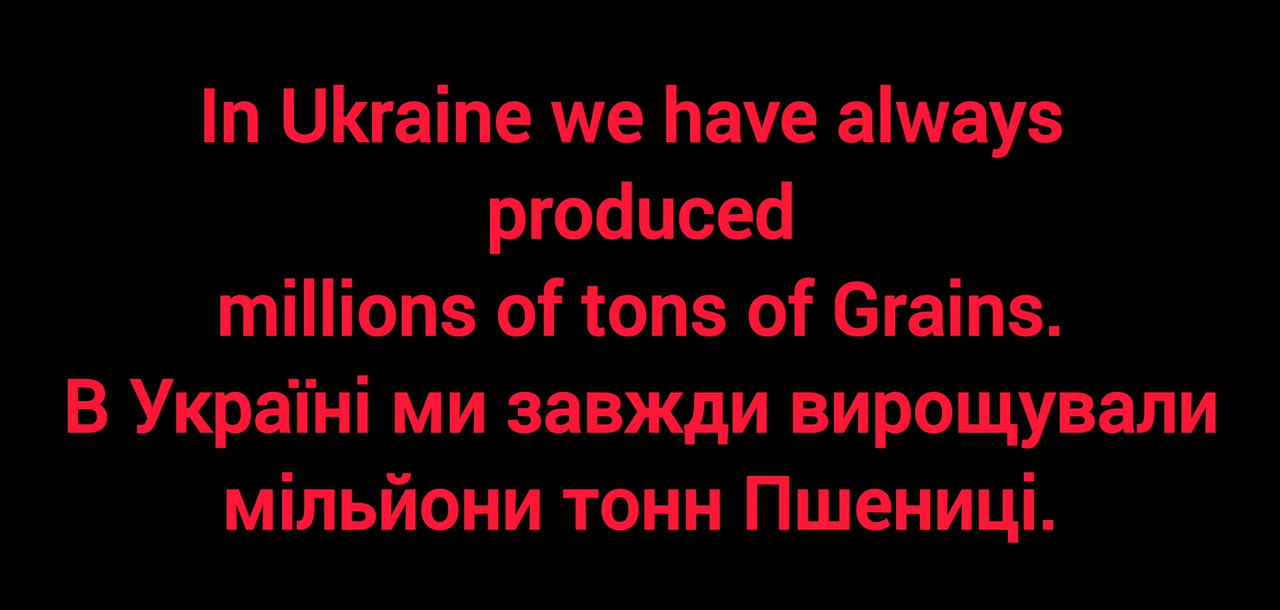 In Ukraine we have always
produced
millions of tons of Grains.
В Україні ми завжди вирощували
мільйони тонн Пшениці.